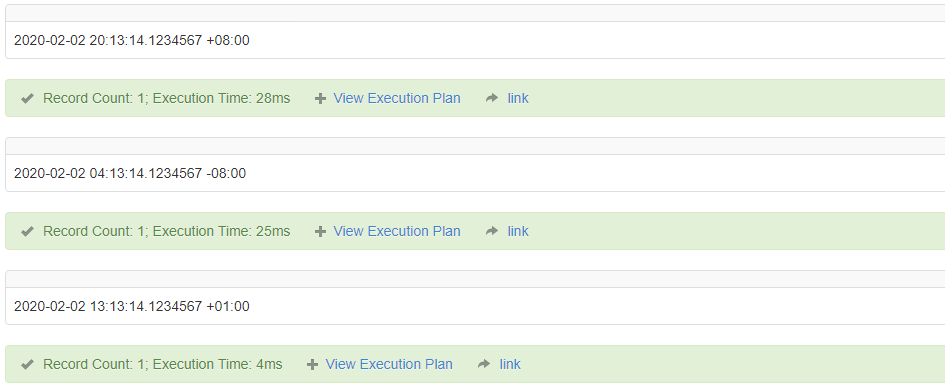 2020-02-02 20:13:14.1234567 +08:00
Record Count: 1; Execution Time: 28ms View Execution Plan link
2020-02-02 04:13:14.1234567 -08:00
Record Count: 1; Execution Time: 25ms View Execution Plan link
2020-02-02 13:13:14.1234567 +01:00
Record Count: 1; Execution Time: 4ms View Execution Plan link